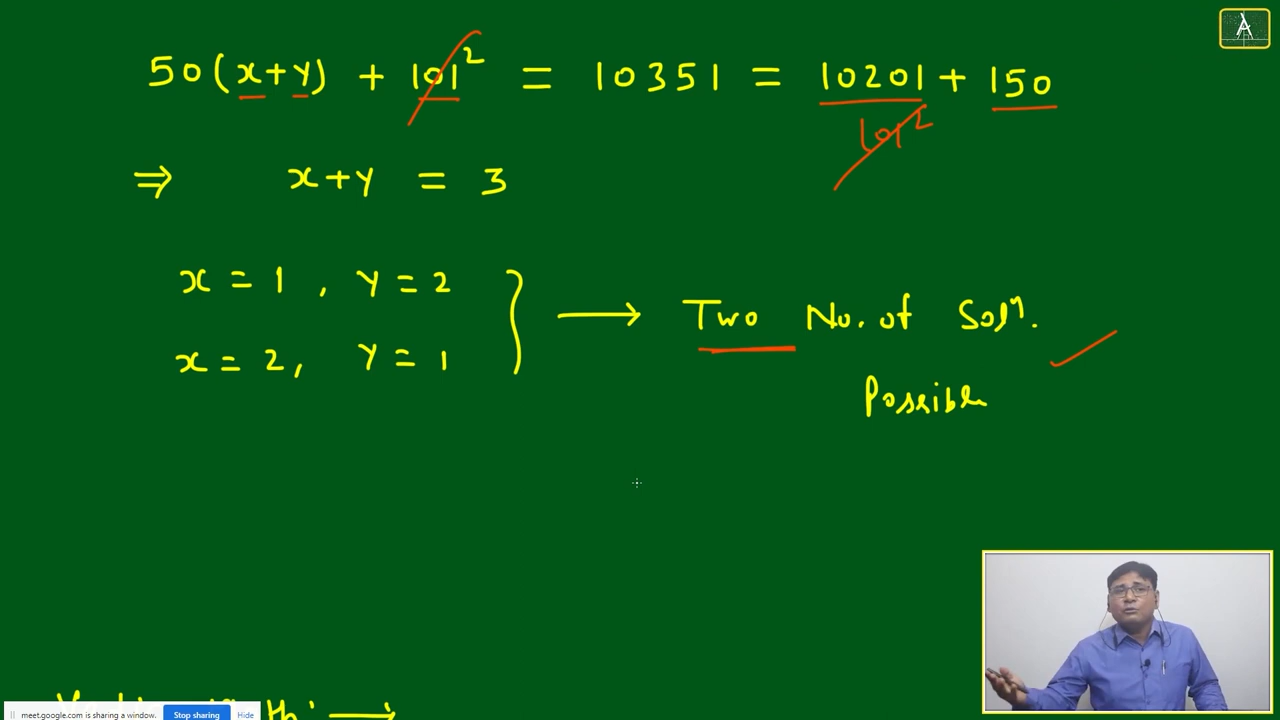 50(x+y) + 101² = 10351 = 10201 + 150
101²
⇒ x+y = 3
x = 1, y = 2
x = 2, y = 1
→ Two No. of Solⁿ.
Possible
meet.google.com is sharing a window. Stop sharing Hide